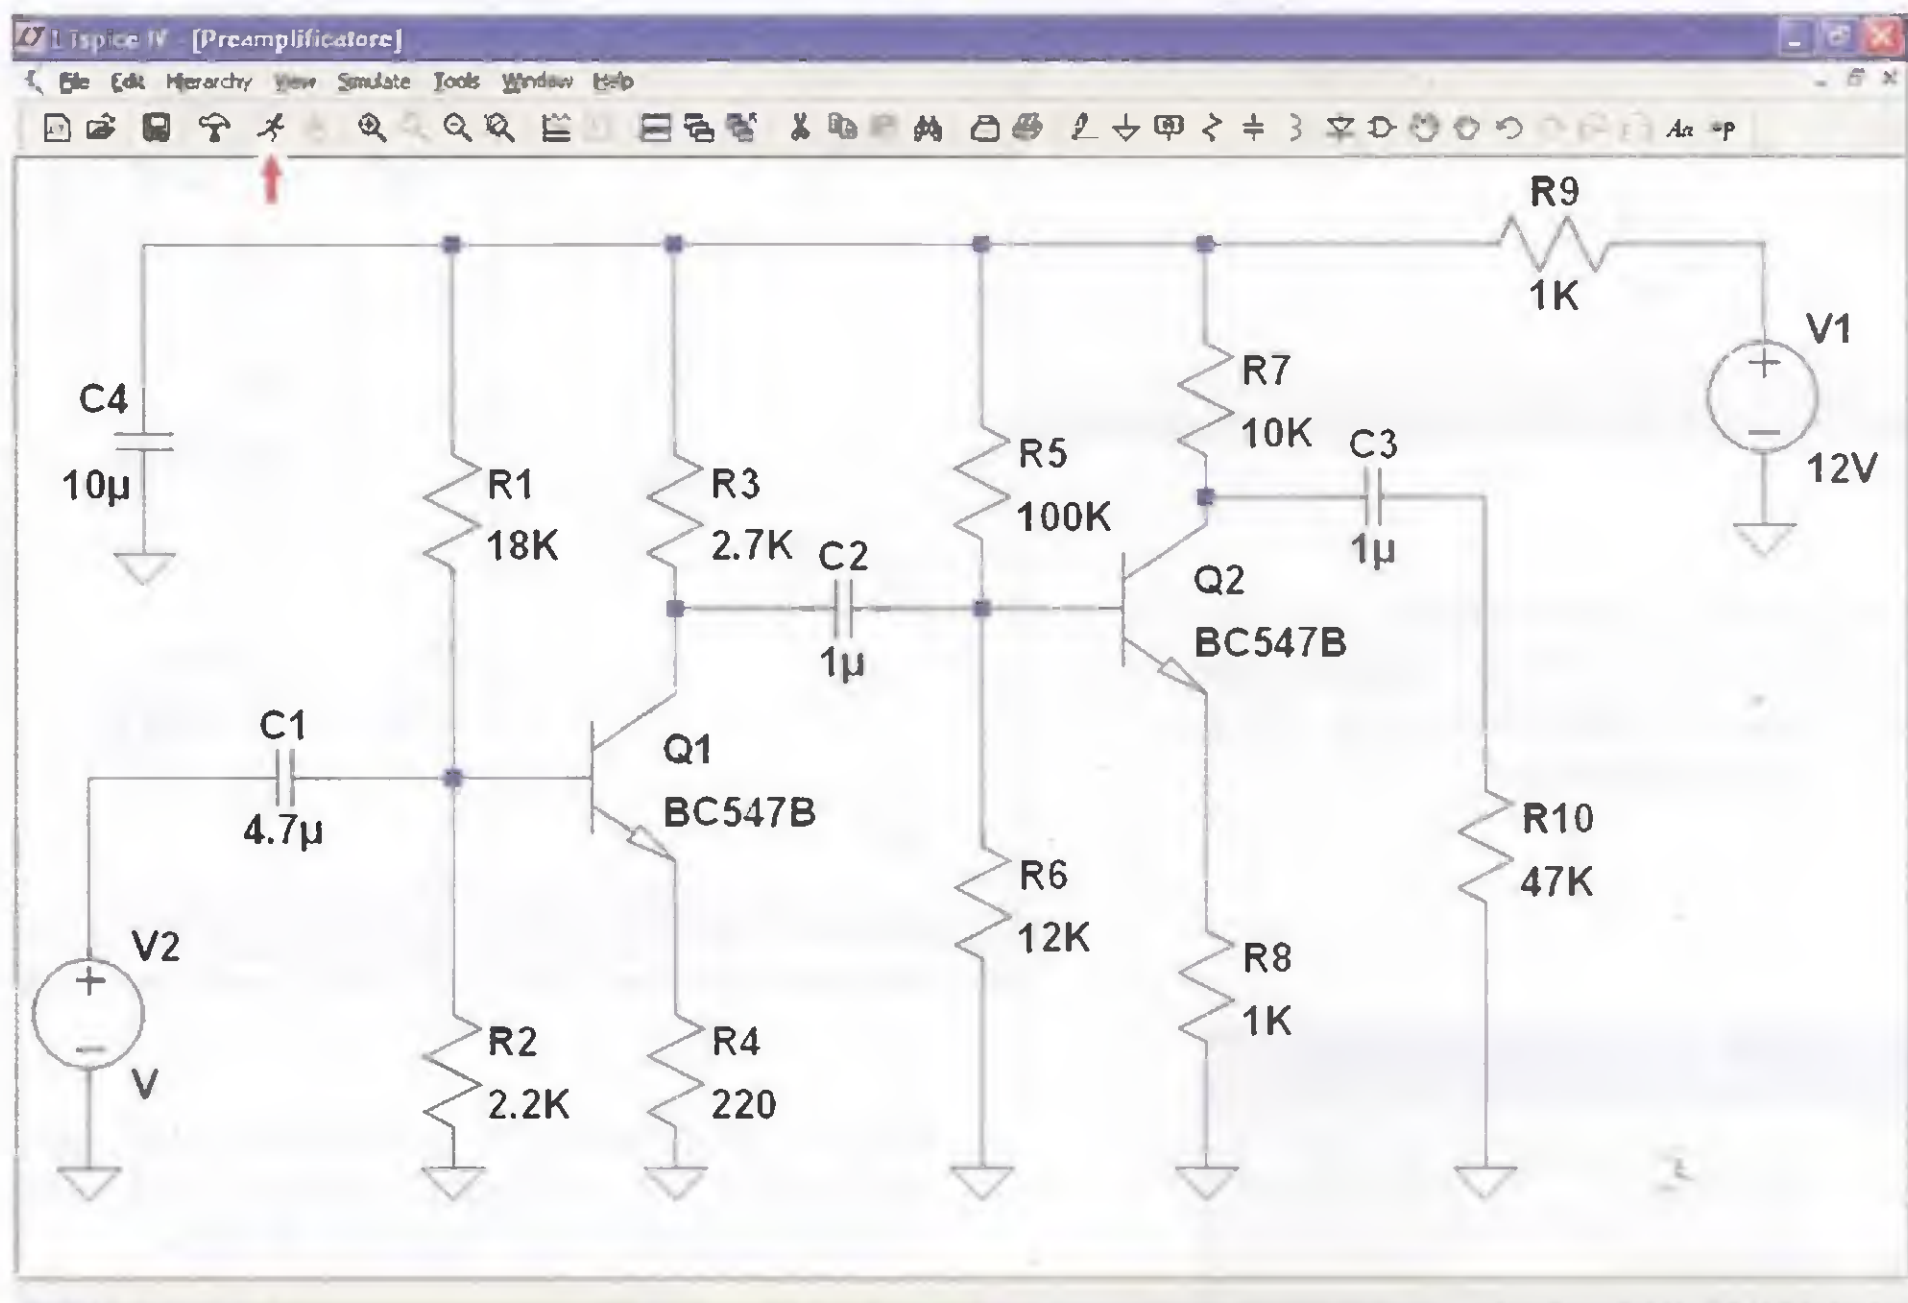 LTspice IV - [Preamplificatore]
File Edit Hierarchy View Simulate Tools Window Help
Aa
R9
1K
V1
12V
C4
10µ
R1
18K
R3
2.7K
R5
100K
R7
10K
C3
1µ
C2
1µ
Q2
BC547B
C1
4.7µ
Q1
BC547B
R10
47K
R6
12K
V2
V
R8
1K
R2
2.2K
R4
220